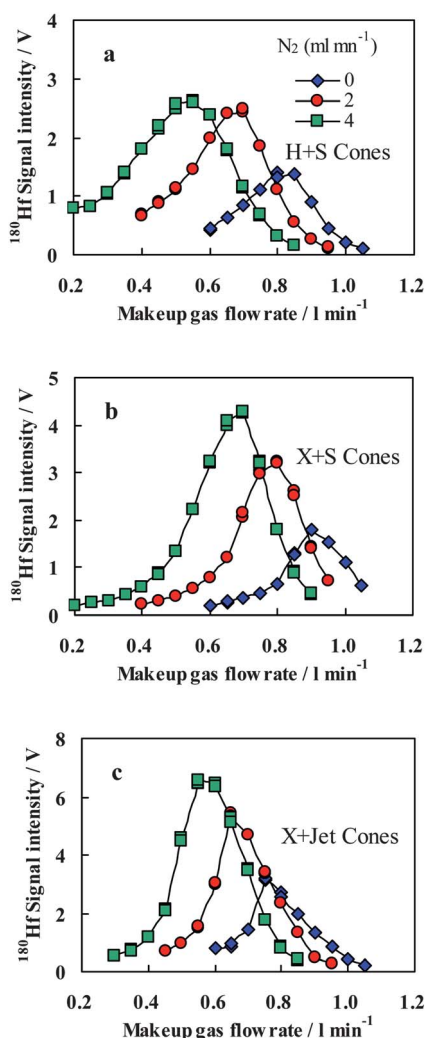 a
N₂ (ml mn⁻¹)
0
2
4
H+S Cones
¹⁸⁰Hf Signal intensity / V
4
3
2
1
0
0.2 0.4 0.6 0.8 1.0 1.2
Makeup gas flow rate / l min⁻¹
b
X+S Cones
¹⁸⁰Hf Signal intensity / V
5
4
3
2
1
0
0.2 0.4 0.6 0.8 1.0 1.2
Makeup gas flow rate / l min⁻¹
c
X+Jet Cones
¹⁸⁰Hf Signal intensity / V
8
6
4
2
0
0.2 0.4 0.6 0.8 1.0 1.2
Makeup gas flow rate / l min⁻¹